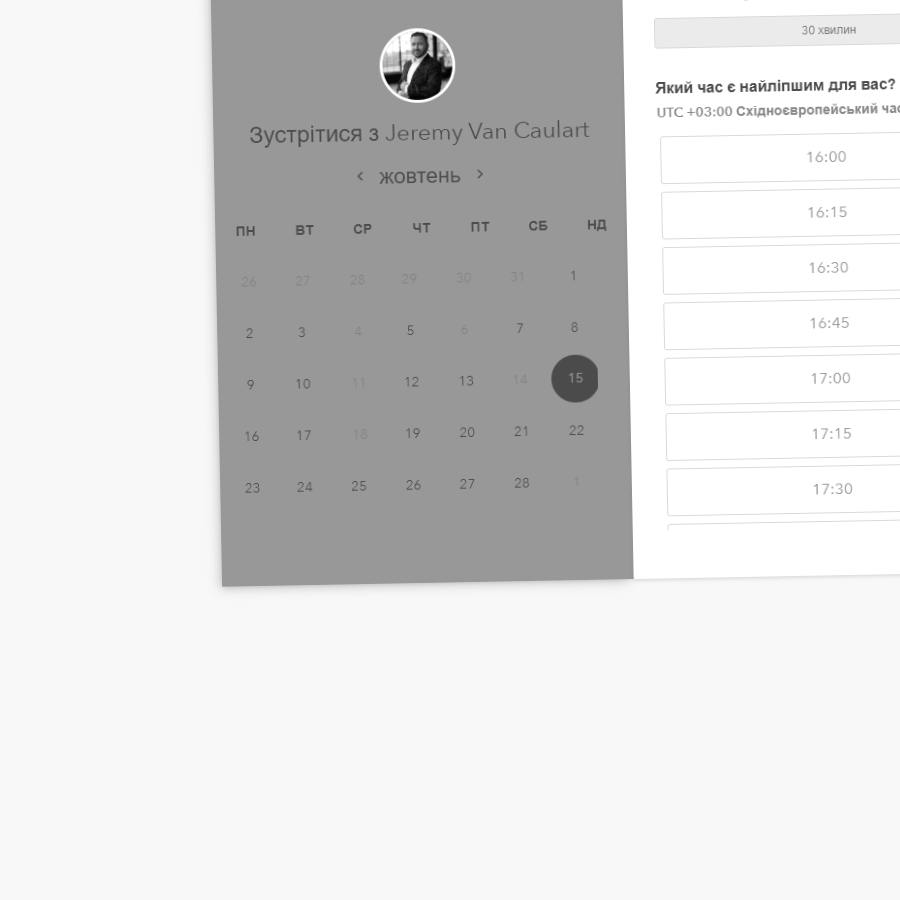 Зустрітися з Jeremy Van Caulart
‹ жовтень ›
ПН ВТ СР ЧТ ПТ СБ НД
26 27 28 29 30 31 1
2 3 4 5 6 7 8
9 10 11 12 13 14 15
16 17 18 19 20 21 22
23 24 25 26 27 28 1
30 хвилин
Який час є найліпшим для вас?
UTC +03:00 Східноєвропейський
16:00
16:15
16:30
16:45
17:00
17:15
17:30